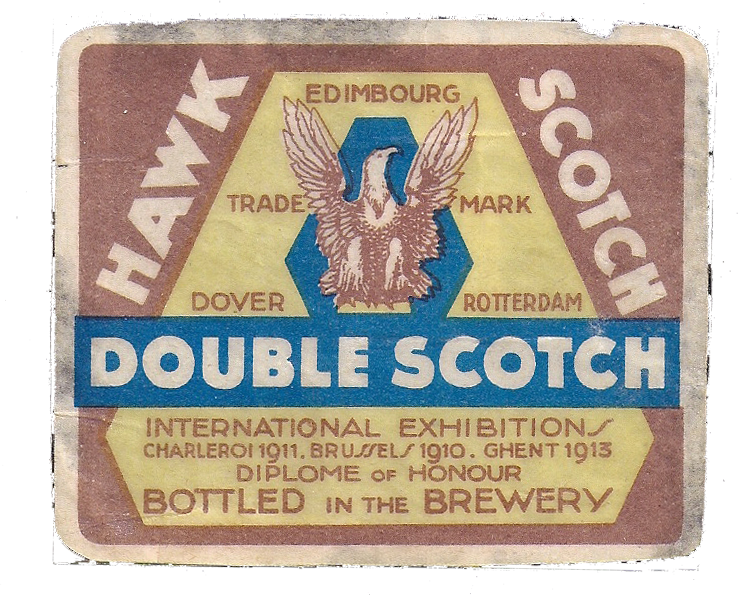 HAWK SCOTCH
EDIMBOURG
TRADE MARK
DOVER ROTTERDAM
DOUBLE SCOTCH
INTERNATIONAL EXHIBITIONS
CHARLEROI 1911. BRUSSELS 1910. GHENT 1913
DIPLOME OF HONOUR
BOTTLED IN THE BREWERY